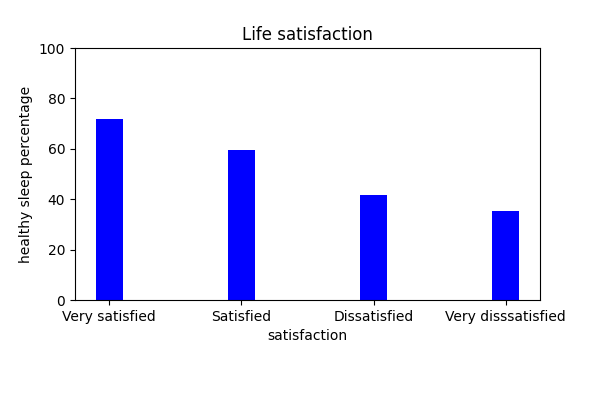 Life satisfaction
100
80
60
40
20
0
healthy sleep percentage
Very satisfied Satisfied Dissatisfied Very disssatisfied
satisfaction